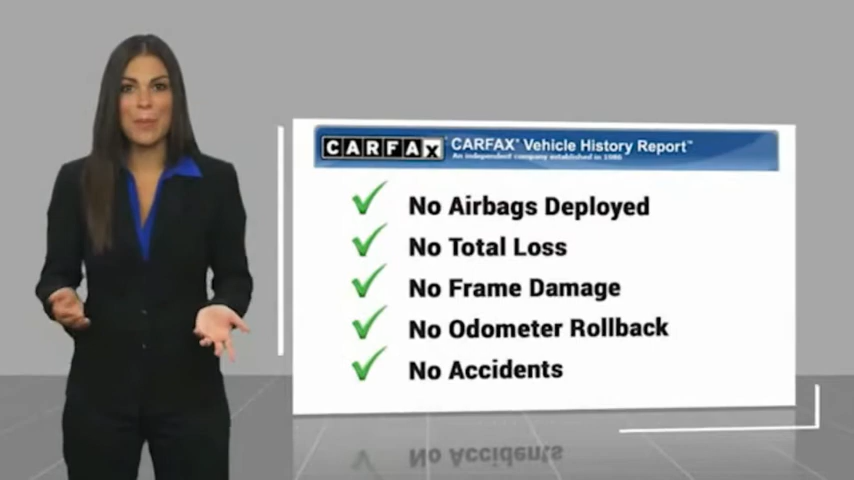 CARFAX CARFAX® Vehicle History Report™
An independent company established in 1986
No Airbags Deployed
No Total Loss
No Frame Damage
No Odometer Rollback
No Accidents
No Accidents